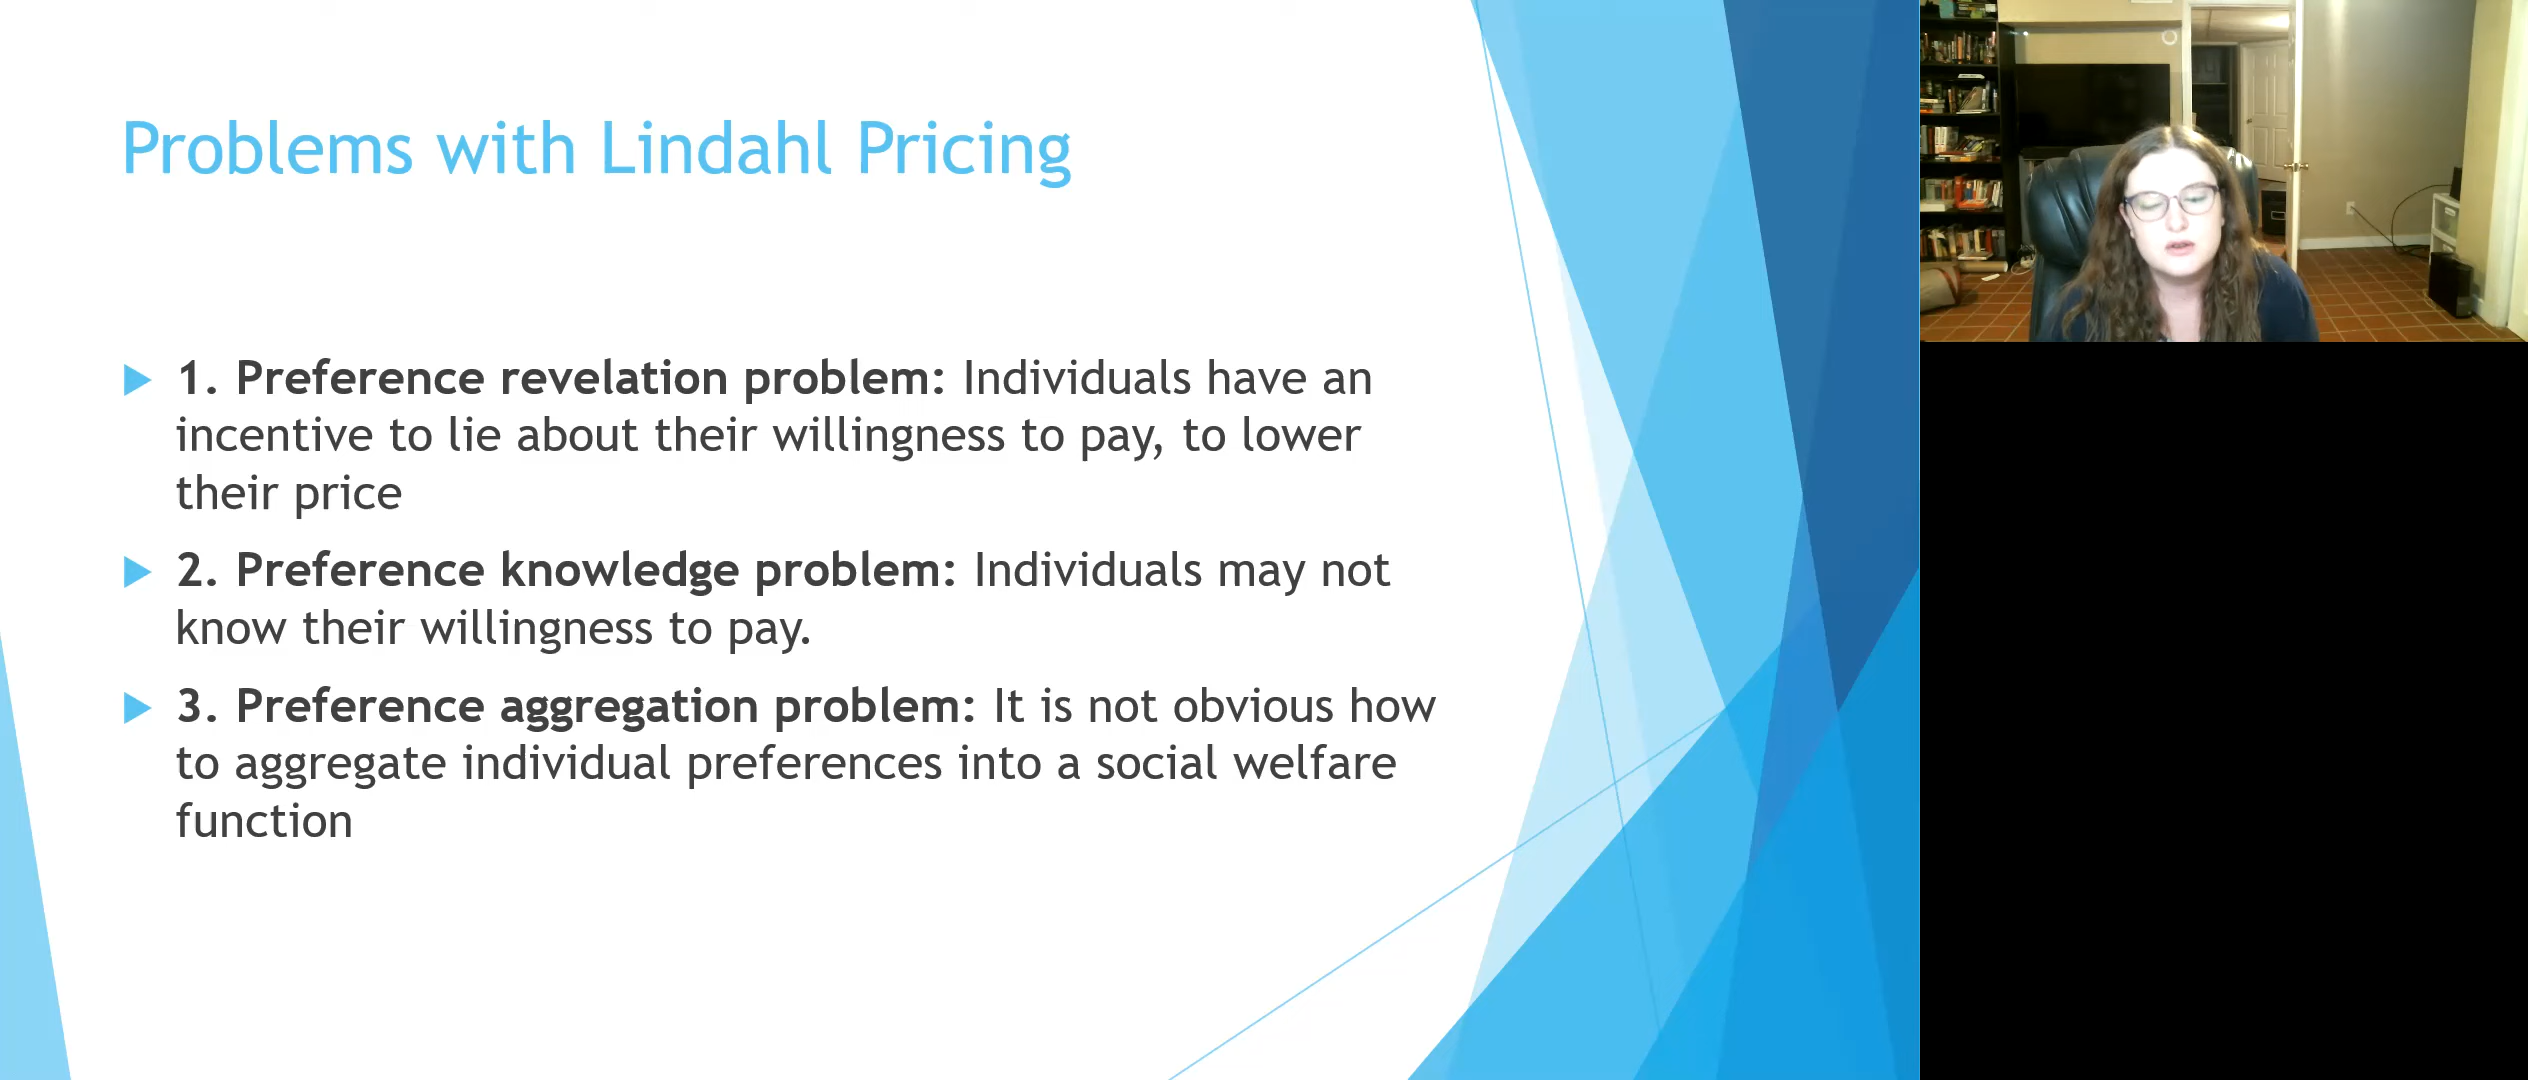 Problems with Lindahl Pricing
1. Preference revelation problem: Individuals have an
incentive to lie about their willingness to pay, to lower
their price
2. Preference knowledge problem: Individuals may not
know their willingness to pay.
3. Preference aggregation problem: It is not obvious how
to aggregate individual preferences into a social welfare
function